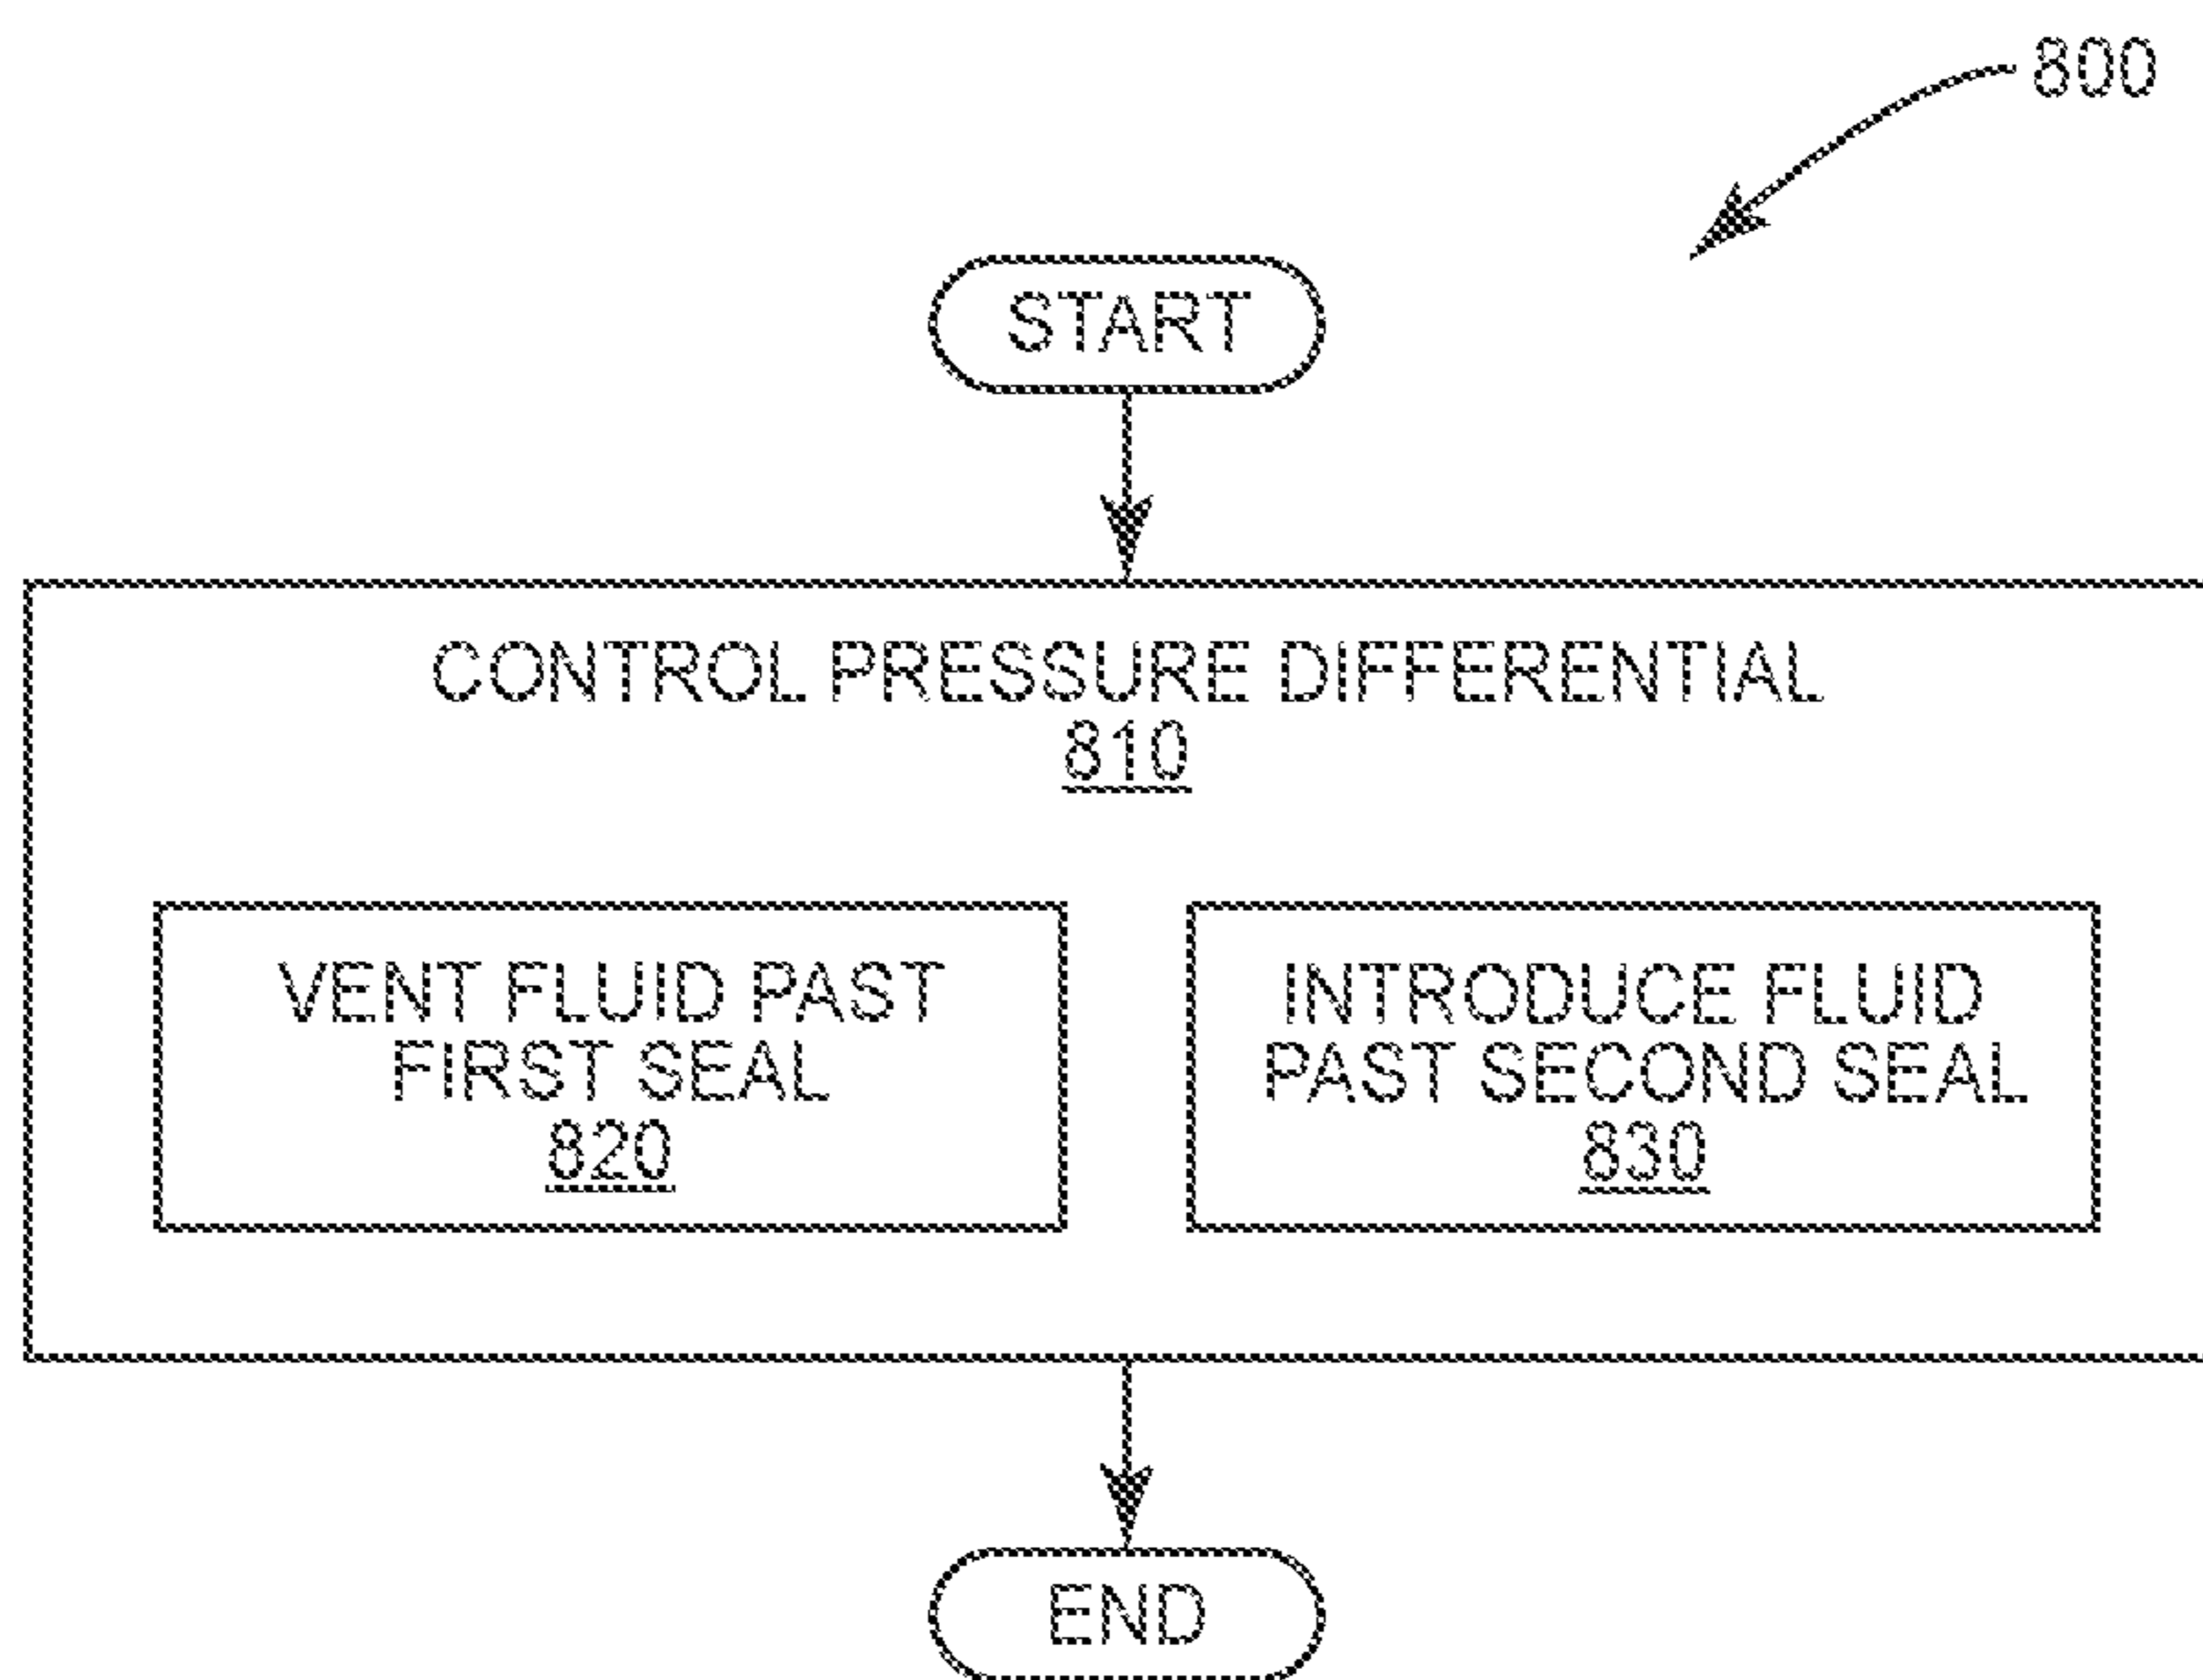 800
START
CONTROL PRESSURE DIFFERENTIAL
810
VENT FLUID PAST
FIRST SEAL
820
INTRODUCE FLUID
PAST SECOND SEAL
830
END